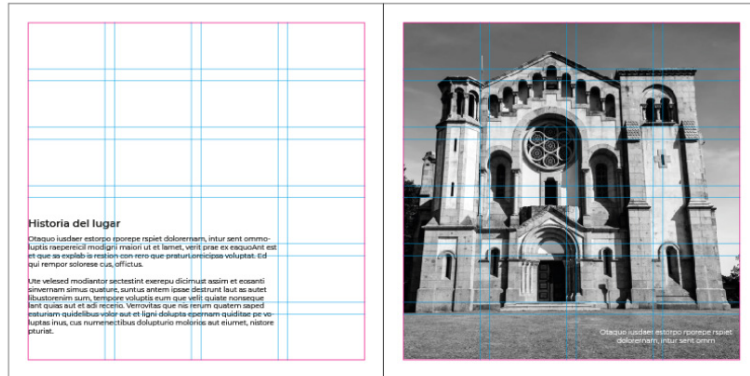 Historia del lugar
Otaquo iusdaer estorpo rporepe rspiet dolorernam, intur sent ommo-
luptis raepereicil modigni maiori ut et lamet, verit prae ex eaquoAnt est
et que as explab is restion con rero que praturi oreicipsa voluptat. Ed
qui rempor solorese cus, offictus.
Ute velesed modiantor sectestint exerepu dicimust assim et eosanti
sinvernam simus quature, suntus antem ipsae destrunt laut as autet
libustorenim sum, tempore voluptis eum que velit quiate nonseque
lant quias aut et adi recerio. Verrovitas que nis rerum quatem saped
eaturiam quidelibus volor aut et ligni dolupta epernam quiditae pe vo-
luptas inus, cus numenectibus dolupturio molorios aut eiumet, nistore
pturiat.
Otaquo iusdaer estorpo rporepe rspiet
dolorernam, intur sent omm